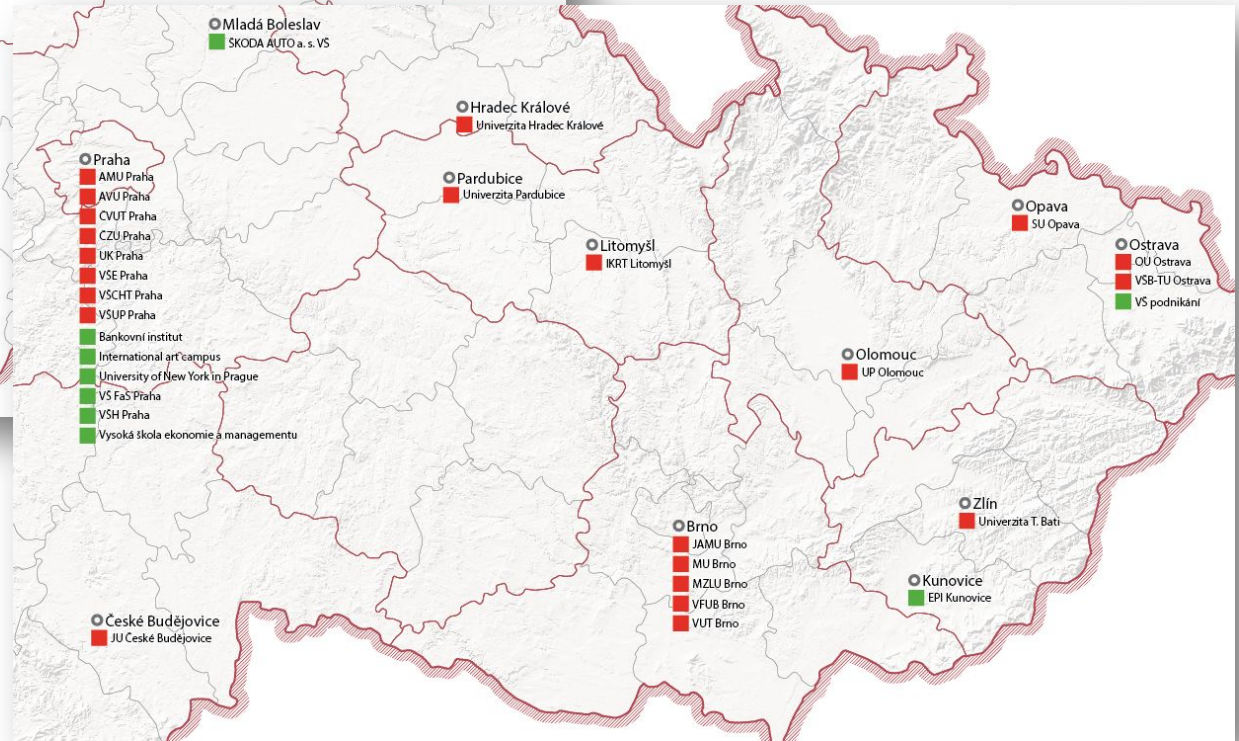 Mladá Boleslav
ŠKODA AUTO a. s. VŠ
Hradec Králové
Univerzita Hradec Králové
Praha
AMU Praha
AVU Praha
ČVUT Praha
ČZU Praha
UK Praha
VŠE Praha
VŠCHT Praha
VŠUP Praha
Bankovní institut
International art campus
University of New York in Prague
VŠ FaS Praha
VŠH Praha
Vysoká škola ekonomie a managementu
Pardubice
Univerzita Pardubice
Litomyšl
IKRT Litomyšl
Opava
SU Opava
Ostrava
OU Ostrava
VŠB-TU Ostrava
VŠ podnikání
Olomouc
UP Olomouc
Zlín
Univerzita T. Bati
Brno
JAMU Brno
MU Brno
MZLU Brno
VFUB Brno
VUT Brno
Kunovice
EPI Kunovice
České Budějovice
JU České Budějovice